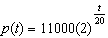 p(t) = 11000(2)^{t/20}